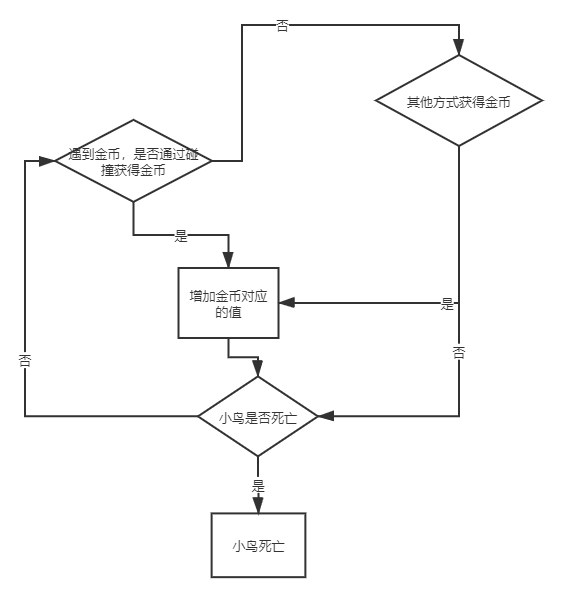 否
其他方式获得金币
遇到金币，是否通过碰
撞获得金币
是
增加金币对应
的值
是
否
否
小鸟是否死亡
是
小鸟死亡